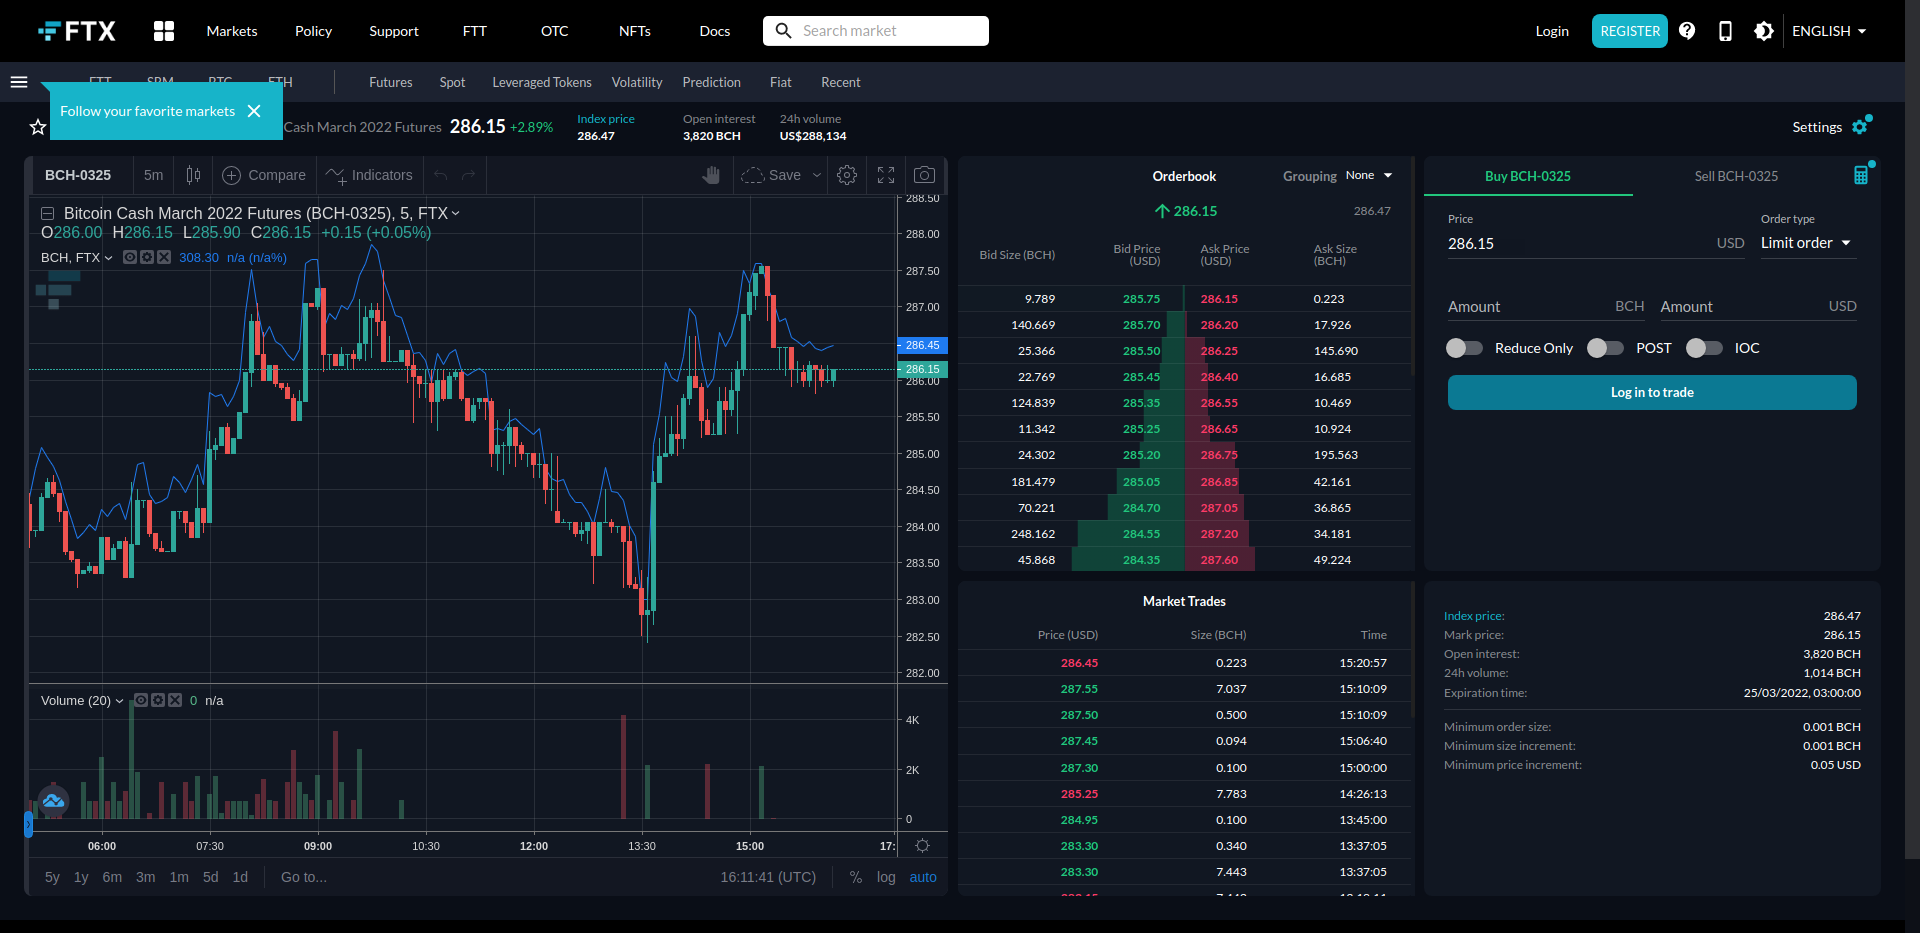 FTX
Markets
Policy
Support
FTT
OTC
NFTs
Docs
Search market
Login
REGISTER
ENGLISH
Futures
Spot
Leveraged Tokens
Volatility
Prediction
Fiat
Recent
Follow your favorite markets
Cash March 2022 Futures
286.15 +2.89%
Index price
286.47
Open interest
3,820 BCH
24h volume
US$288,134
Settings
BCH-0325
5m
Compare
Indicators
Save
Bitcoin Cash March 2022 Futures (BCH-0325), 5, FTX
O286.00 H286.15 L285.90 C286.15 +0.15 (+0.05%)
BCH, FTX 308.30 n/a (n/a%)
288.50
288.00
287.50
287.00
286.45
286.15
286.00
285.50
285.00
284.50
284.00
283.50
283.00
282.50
282.00
Volume (20) 0 n/a
4K
2K
0
06:00 07:30 09:00 10:30 12:00 13:30 15:00 17:
5y 1y 6m 3m 1m 5d 1d Go to...
16:11:41 (UTC) % log auto
Orderbook
Grouping None
286.15
286.47
Bid Size (BCH) Bid Price (USD) Ask Price (USD) Ask Size (BCH)
9.789 285.75 286.15 0.223
140.669 285.70 286.20 17.926
25.366 285.50 286.25 145.690
22.769 285.45 286.40 16.685
124.839 285.35 286.55 10.469
11.342 285.25 286.65 10.924
24.302 285.20 286.75 195.563
181.479 285.05 286.85 42.161
70.221 284.70 287.05 36.865
248.162 284.55 287.20 34.181
45.868 284.35 287.60 49.224
Market Trades
Price (USD) Size (BCH) Time
286.45 0.223 15:20:57
287.55 7.037 15:10:09
287.50 0.500 15:10:09
287.45 0.094 15:06:40
287.30 0.100 15:00:00
285.25 7.783 14:26:13
284.95 0.100 13:45:00
283.30 0.340 13:37:05
283.30 7.443 13:37:05
Buy BCH-0325
Sell BCH-0325
Price
286.15 USD
Order type
Limit order
Amount BCH
Amount USD
Reduce Only
POST
IOC
Log in to trade
Index price: 286.47
Mark price: 286.15
Open interest: 3,820 BCH
24h volume: 1,014 BCH
Expiration time: 25/03/2022, 03:00:00
Minimum order size: 0.001 BCH
Minimum size increment: 0.001 BCH
Minimum price increment: 0.05 USD